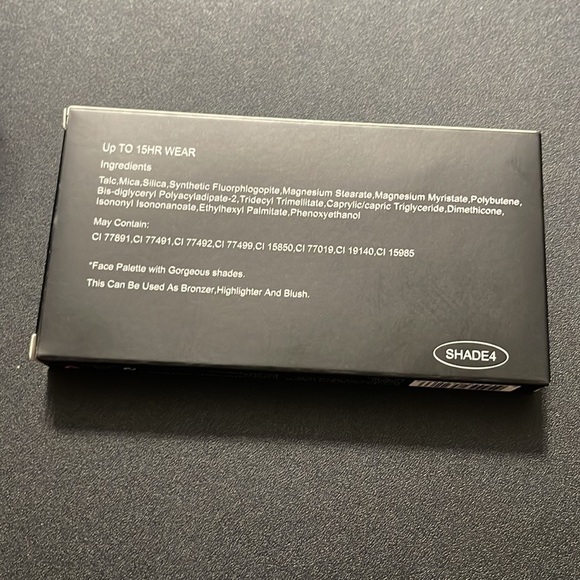 Up TO 15HR WEAR
Ingredients
Talc,Mica,Silica,Synthetic Fluorphlogopite,Magnesium Stearate,Magnesium Myristate,Polybutene,
Bis-diglyceryl Polyacyladipate-2,Tridecyl Trimellitate,Caprylic/capric Triglyceride,Dimethicone,
Isononyl Isononanoate,Ethylhexyl Palmitate,Phenoxyethanol
May Contain:
CI 77891,CI 77491,CI 77492,CI 77499,CI 15850,CI 77019,CI 19140,CI 15985
*Face Palette with Gorgeous shades.
This Can Be Used As Bronzer,Highlighter And Blush.
SHADE4